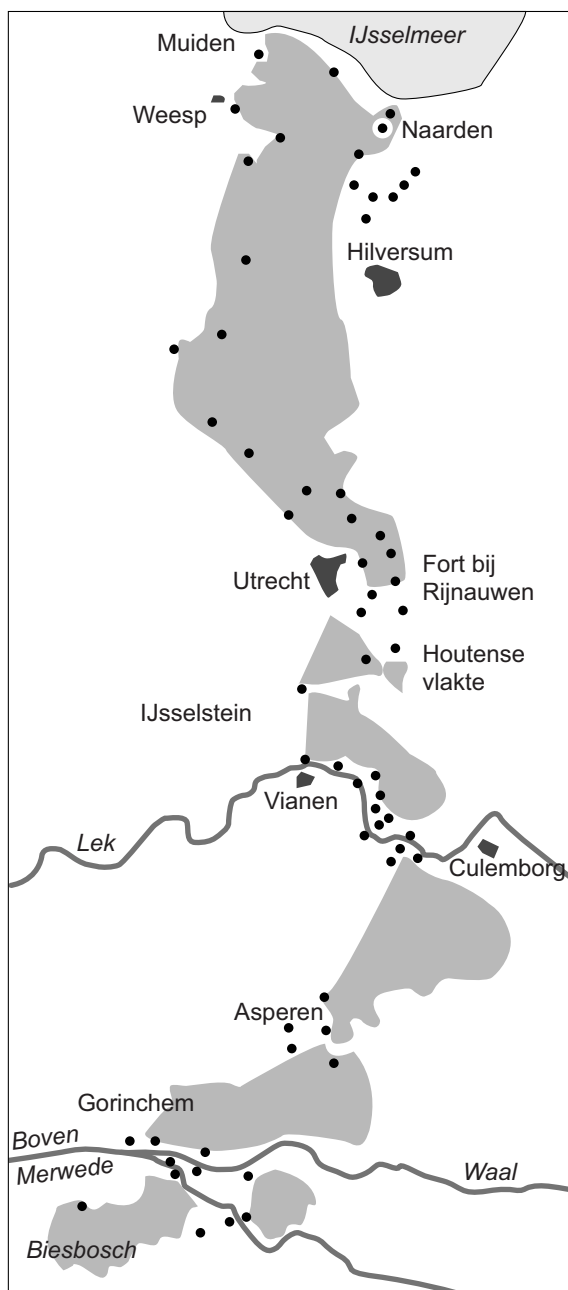 IJsselmeer
Muiden
Weesp
Naarden
Hilversum
Utrecht
Fort bij
Rijnauwen
Houtense
vlakte
IJsselstein
Vianen
Lek
Culemborg
Asperen
Gorinchem
Boven
Merwede
Waal
Biesbosch